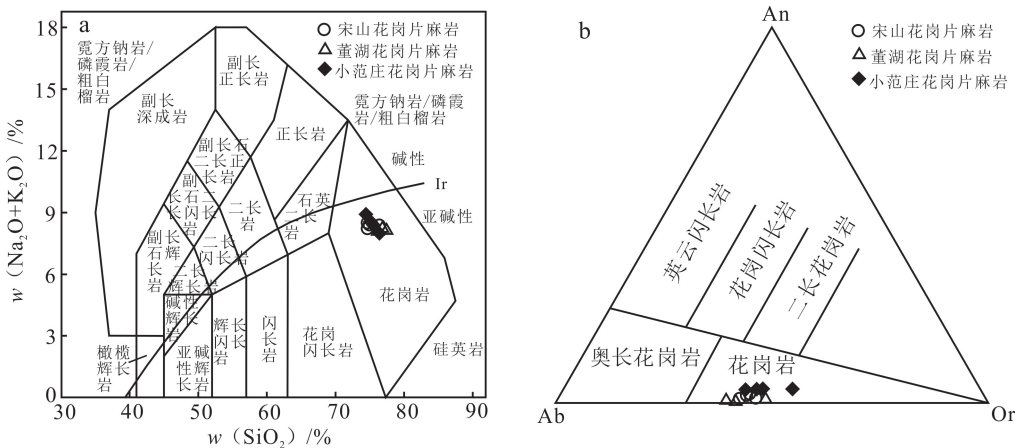 a
w（Na₂O+K₂O）/%
18
15
12
9
6
3
0
30
40
50
60
70
80
90
w（SiO₂）/%
宋山花岗片麻岩
董湖花岗片麻岩
小范庄花岗片麻岩
霓方钠岩/
磷霞岩/
粗白
榴岩
副长
深成岩
副长
正长岩
霓方钠岩/磷霞
岩/粗白榴岩
正长岩
碱性
Ir
亚碱性
副长石
二长正
长岩
副长
石二长
闪长岩
二长
岩
石英
二长
岩
副长
石辉
长岩
二长
闪长岩
二长
辉长岩
碱性
辉长
岩
橄榄
辉长
岩
亚碱
性辉
长岩
辉长
闪长
岩
闪
长
岩
花岗
闪长岩
花岗岩
硅英岩
b
An
宋山花岗片麻岩
董湖花岗片麻岩
小范庄花岗片麻岩
英云闪长岩
花岗闪长岩
二长花岗岩
奥长花岗岩
花岗岩
Ab
Or